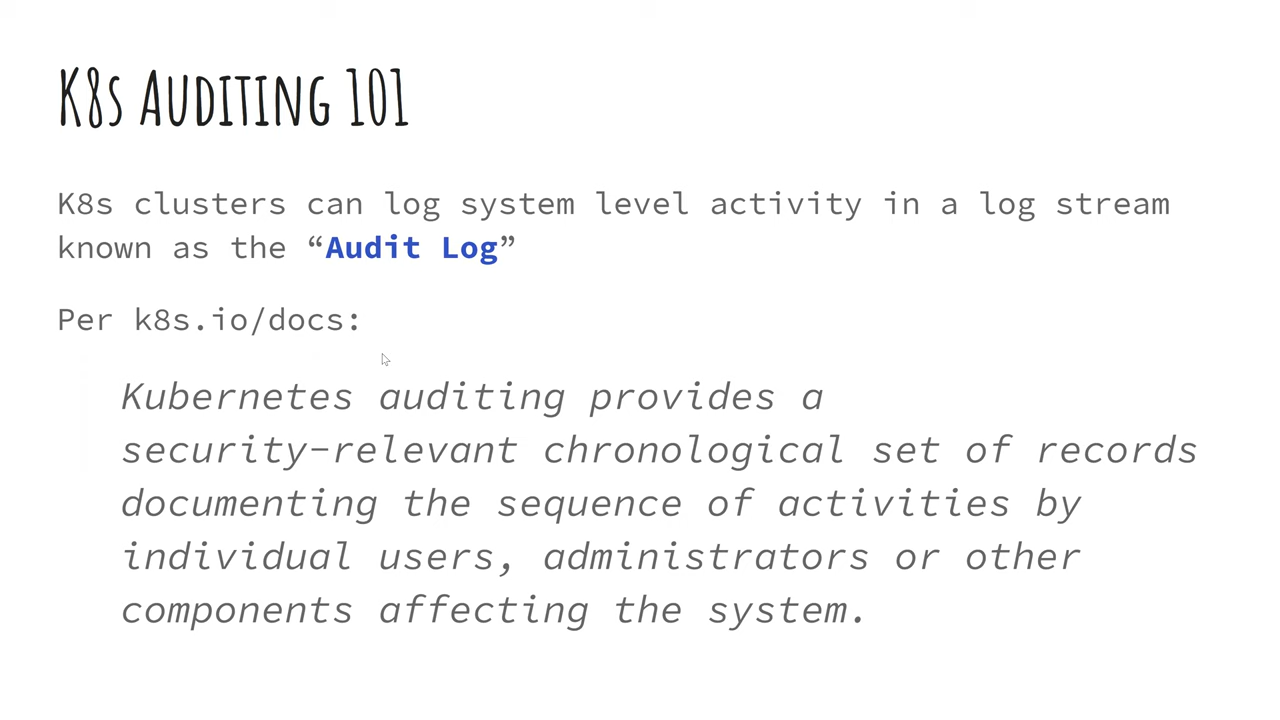 K8s Auditing 101
K8s clusters can log system level activity in a log stream
known as the “Audit Log”
Per k8s.io/docs:
Kubernetes auditing provides a
security-relevant chronological set of records
documenting the sequence of activities by
individual users, administrators or other
components affecting the system.